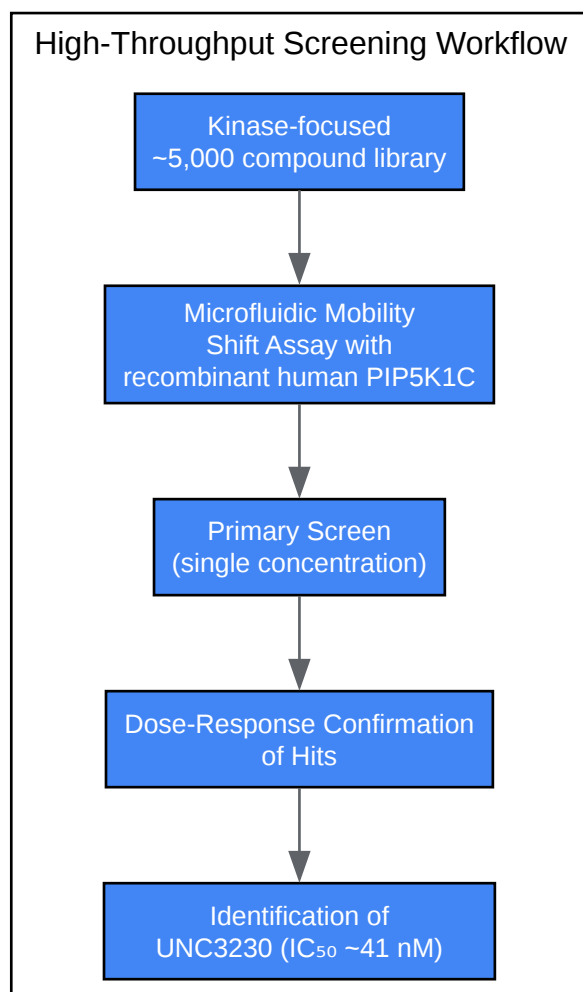 High-Throughput Screening Workflow
Kinase-focused
~5,000 compound library
Microfluidic Mobility
Shift Assay with
recombinant human PIP5K1C
Primary Screen
(single concentration)
Dose-Response Confirmation
of Hits
Identification of
UNC3230 (IC₅₀ ~41 nM)